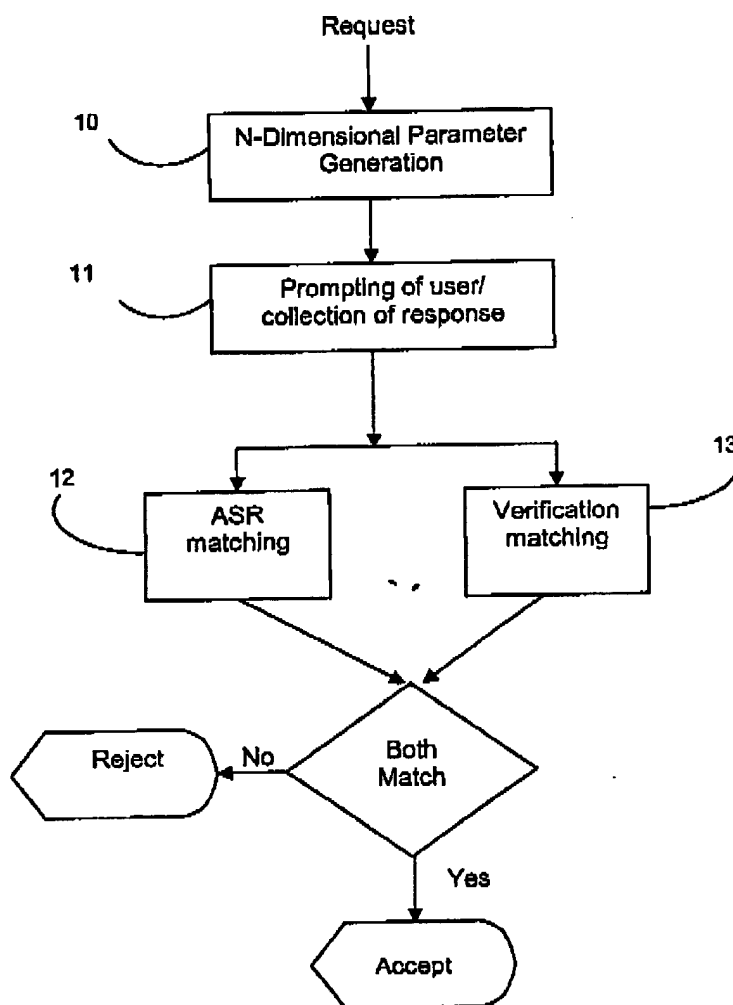 Request
10
N-Dimensional Parameter
Generation
11
Prompting of user/
collection of response
12
ASR
matching
13
Verification
matching
Both
Match
No
Reject
Yes
Accept